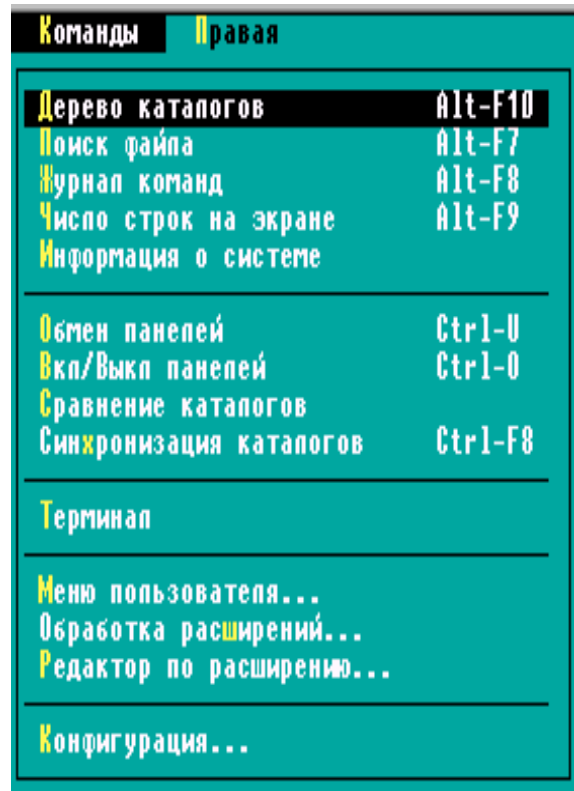 Команды Правая
Дерево каталогов Alt-F10
Поиск файла Alt-F7
Журнал команд Alt-F8
Число строк на экране Alt-F9
Информация о системе
Обмен панелей Ctrl-U
Вкл/Выкл панелей Ctrl-O
Сравнение каталогов
Синхронизация каталогов Ctrl-F8
Терминал
Меню пользователя...
Обработка расширений...
Редактор по расширению...
Конфигурация...